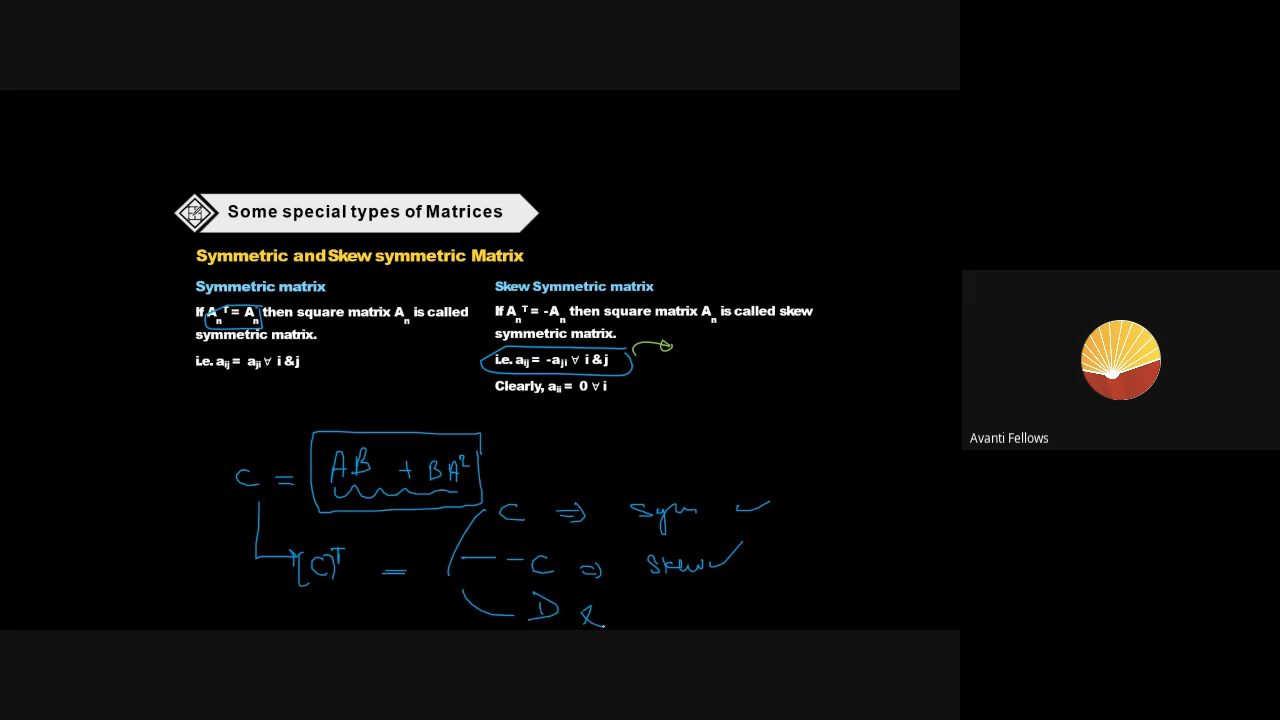 Some special types of Matrices
Symmetric and Skew symmetric Matrix
Symmetric matrix
If Aₙᵀ = Aₙ then square matrix Aₙ is called
symmetric matrix.
i.e. aᵢⱼ = aⱼᵢ ∀ i & j
Skew Symmetric matrix
If Aₙᵀ = -Aₙ then square matrix Aₙ is called skew
symmetric matrix.
i.e. aᵢⱼ = -aⱼᵢ ∀ i & j
Clearly, aᵢᵢ = 0 ∀ i
C = AB + BA²
C ⇒ Sym ✓
[C]ᵀ = - C ⇒ Skew ✓
D
Avanti Fellows